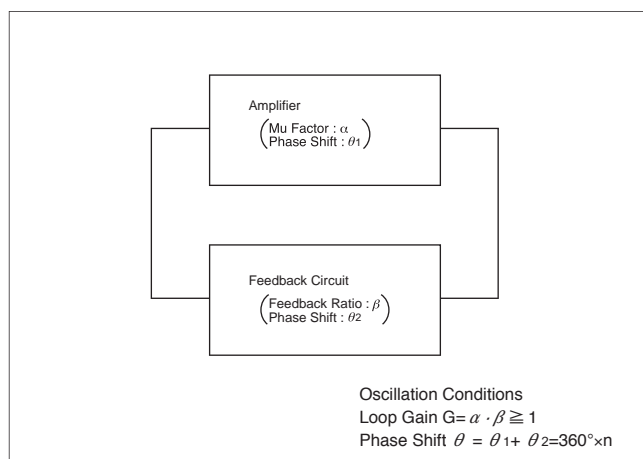 Amplifier
(Mu Factor : α
Phase Shift : θ1)
Feedback Circuit
(Feedback Ratio : β
Phase Shift : θ2)
Oscillation Conditions
Loop Gain G= α · β ≧ 1
Phase Shift θ = θ1+ θ2=360°×n